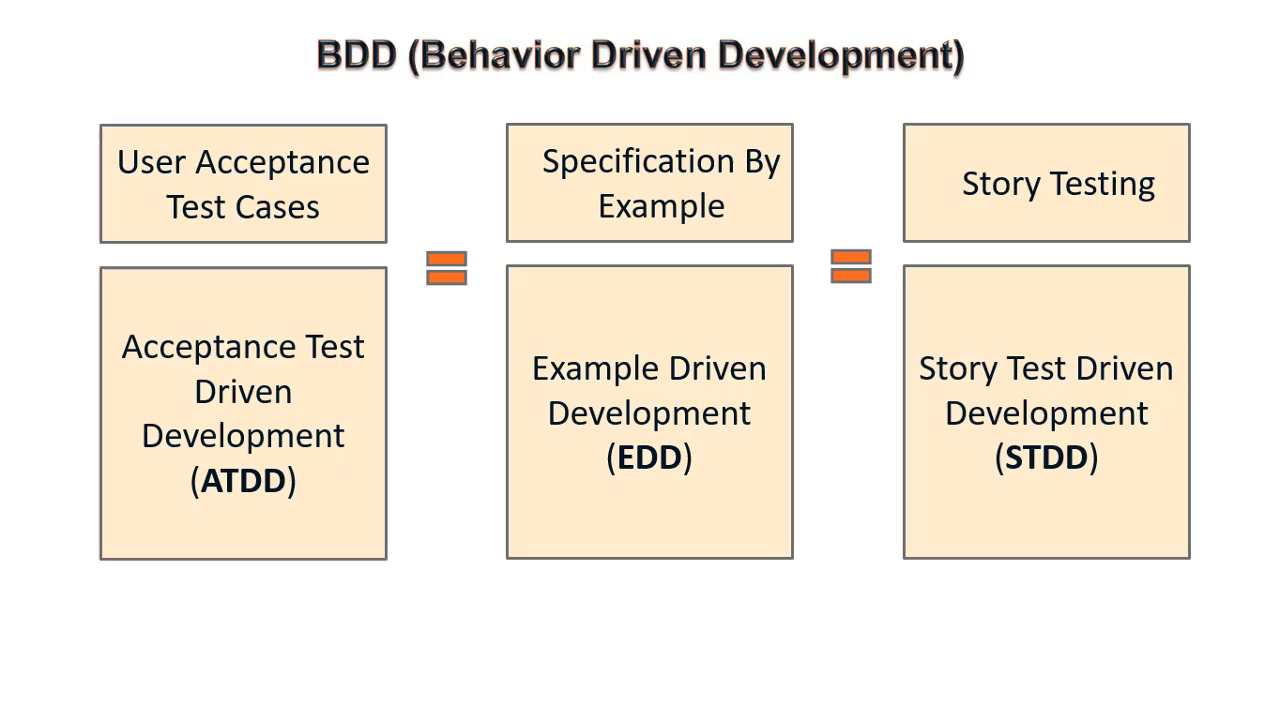 BDD (Behavior Driven Development)
User Acceptance
Test Cases
Specification By
Example
Story Testing
Acceptance Test
Driven
Development
(ATDD)
Example Driven
Development
(EDD)
Story Test Driven
Development
(STDD)